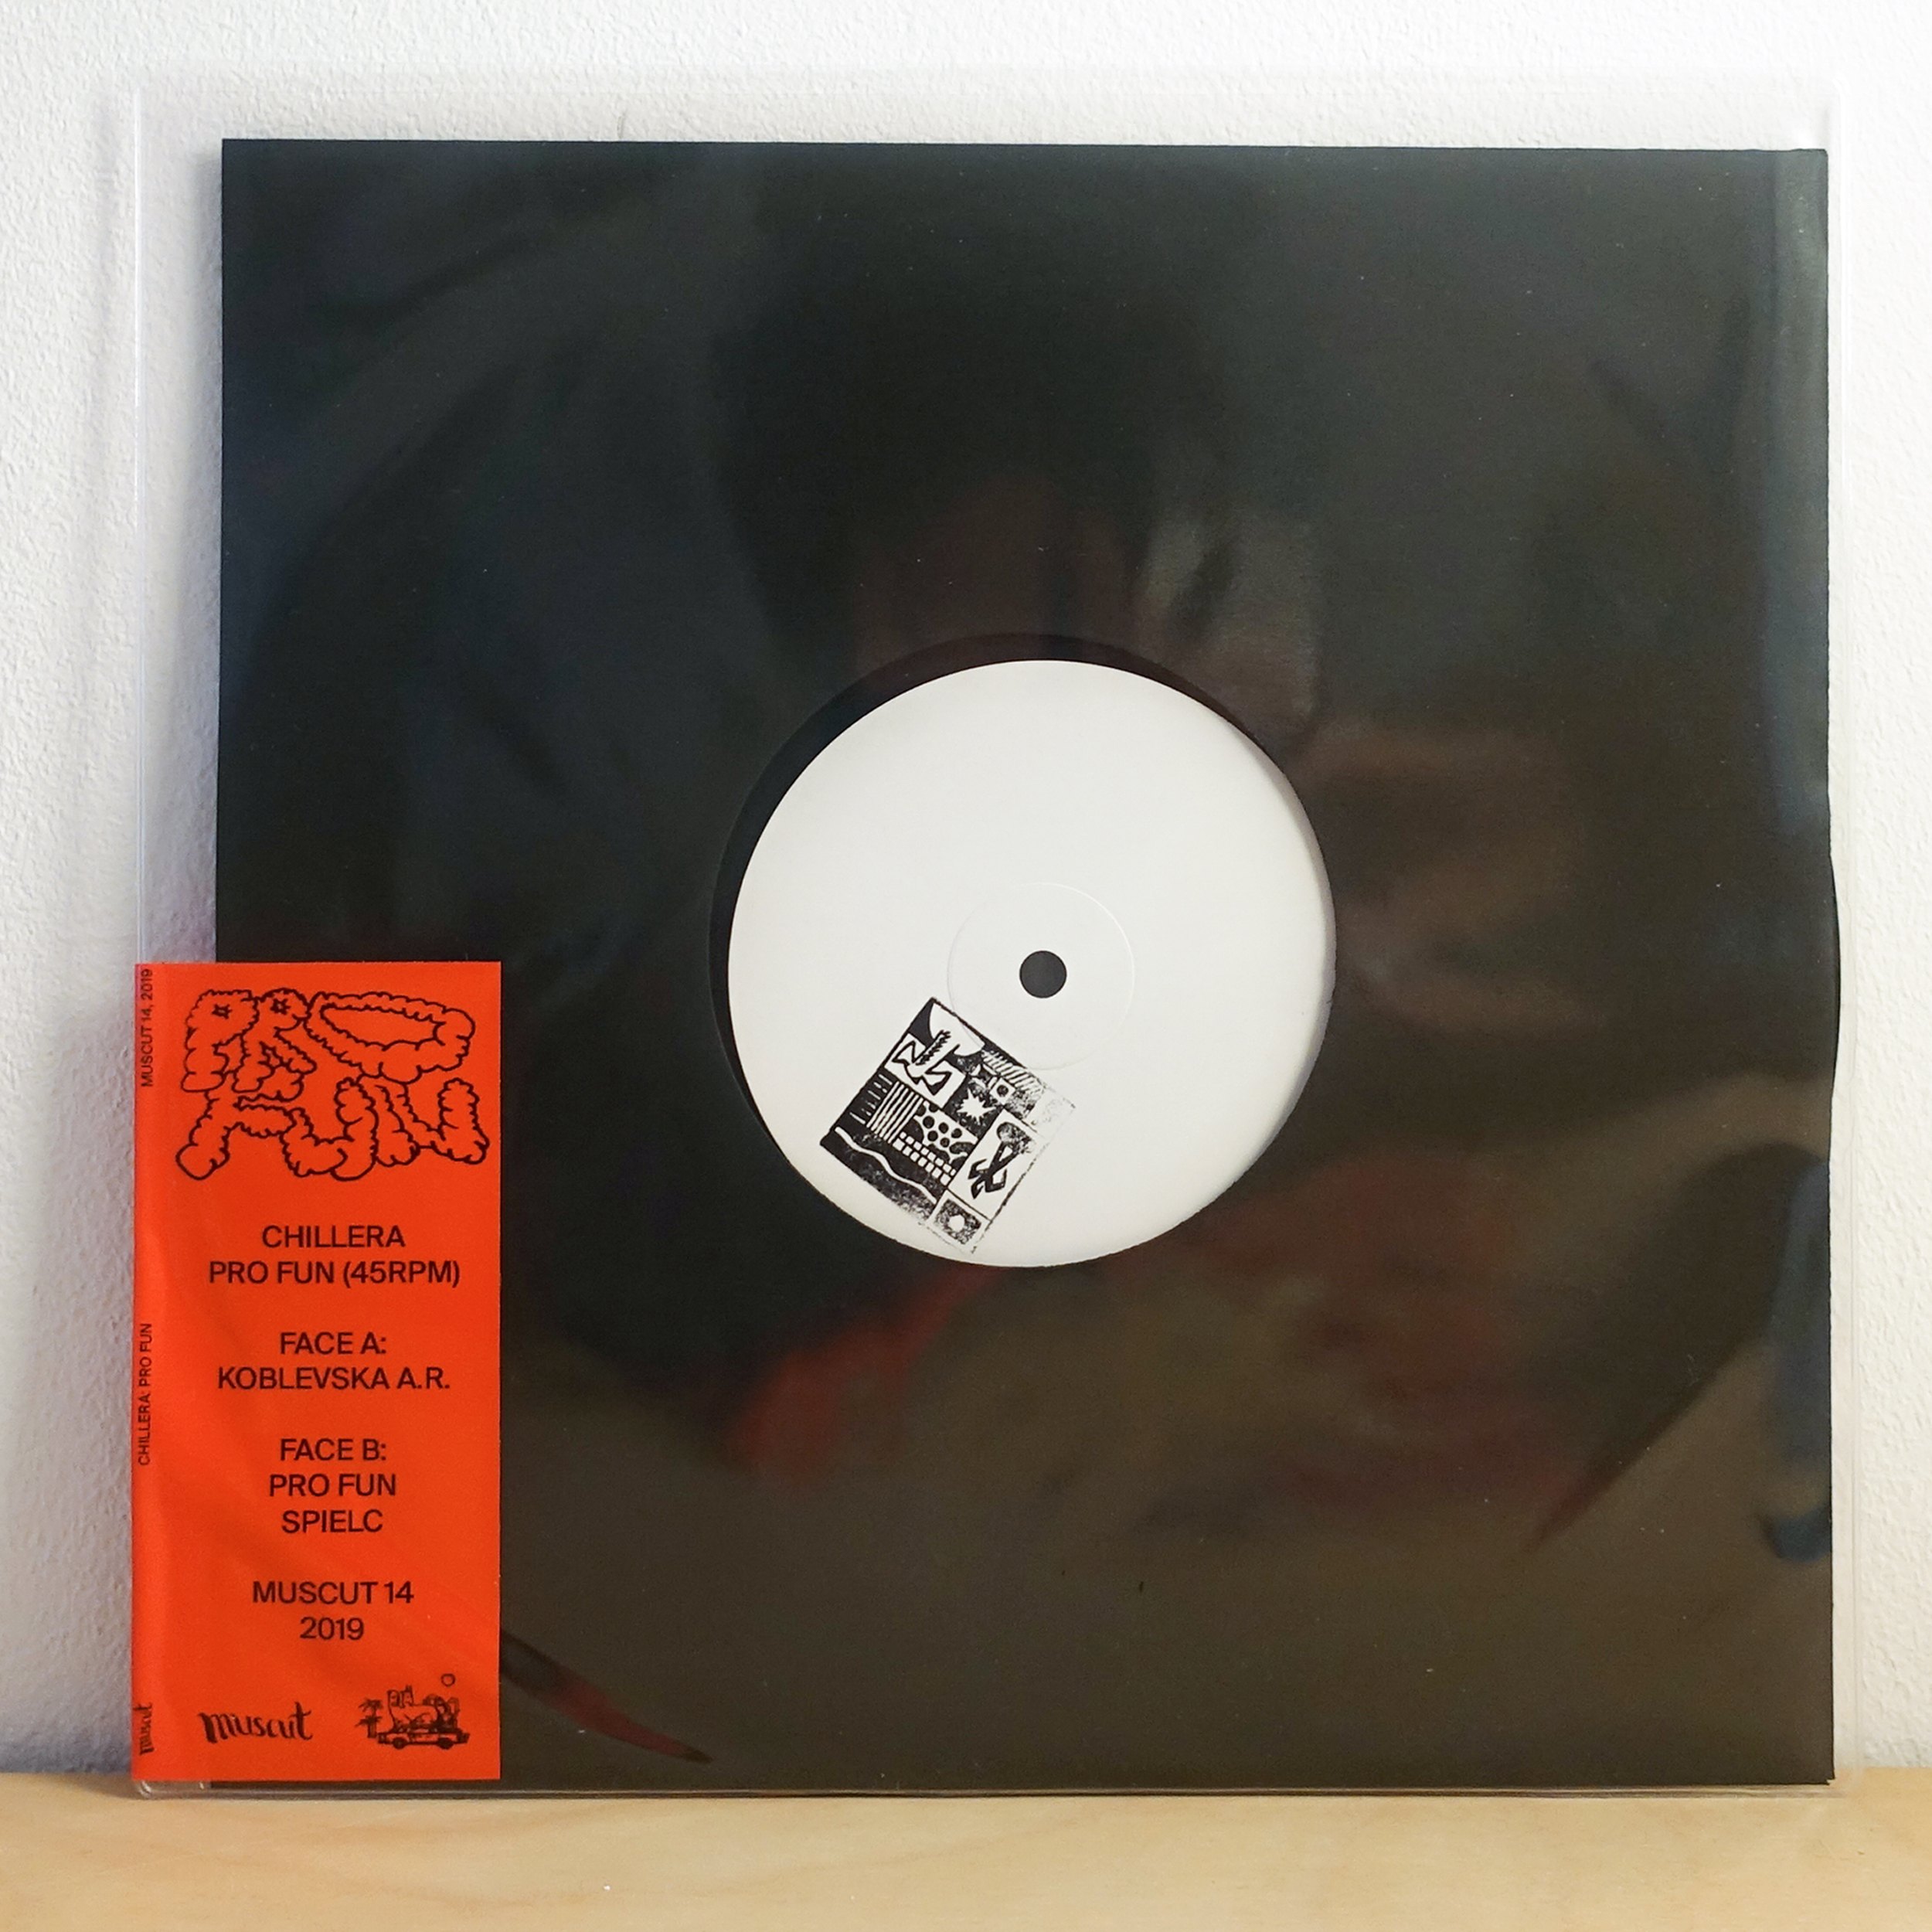 PRO
FUN
CHILLERA
PRO FUN (45RPM)
FACE A:
KOBLEVSKA A.R.
FACE B:
PRO FUN
SPIELC
MUSCUT 14
2019
muscut
MUSCUT 14, 2019
CHILLERA: PRO FUN
muscut